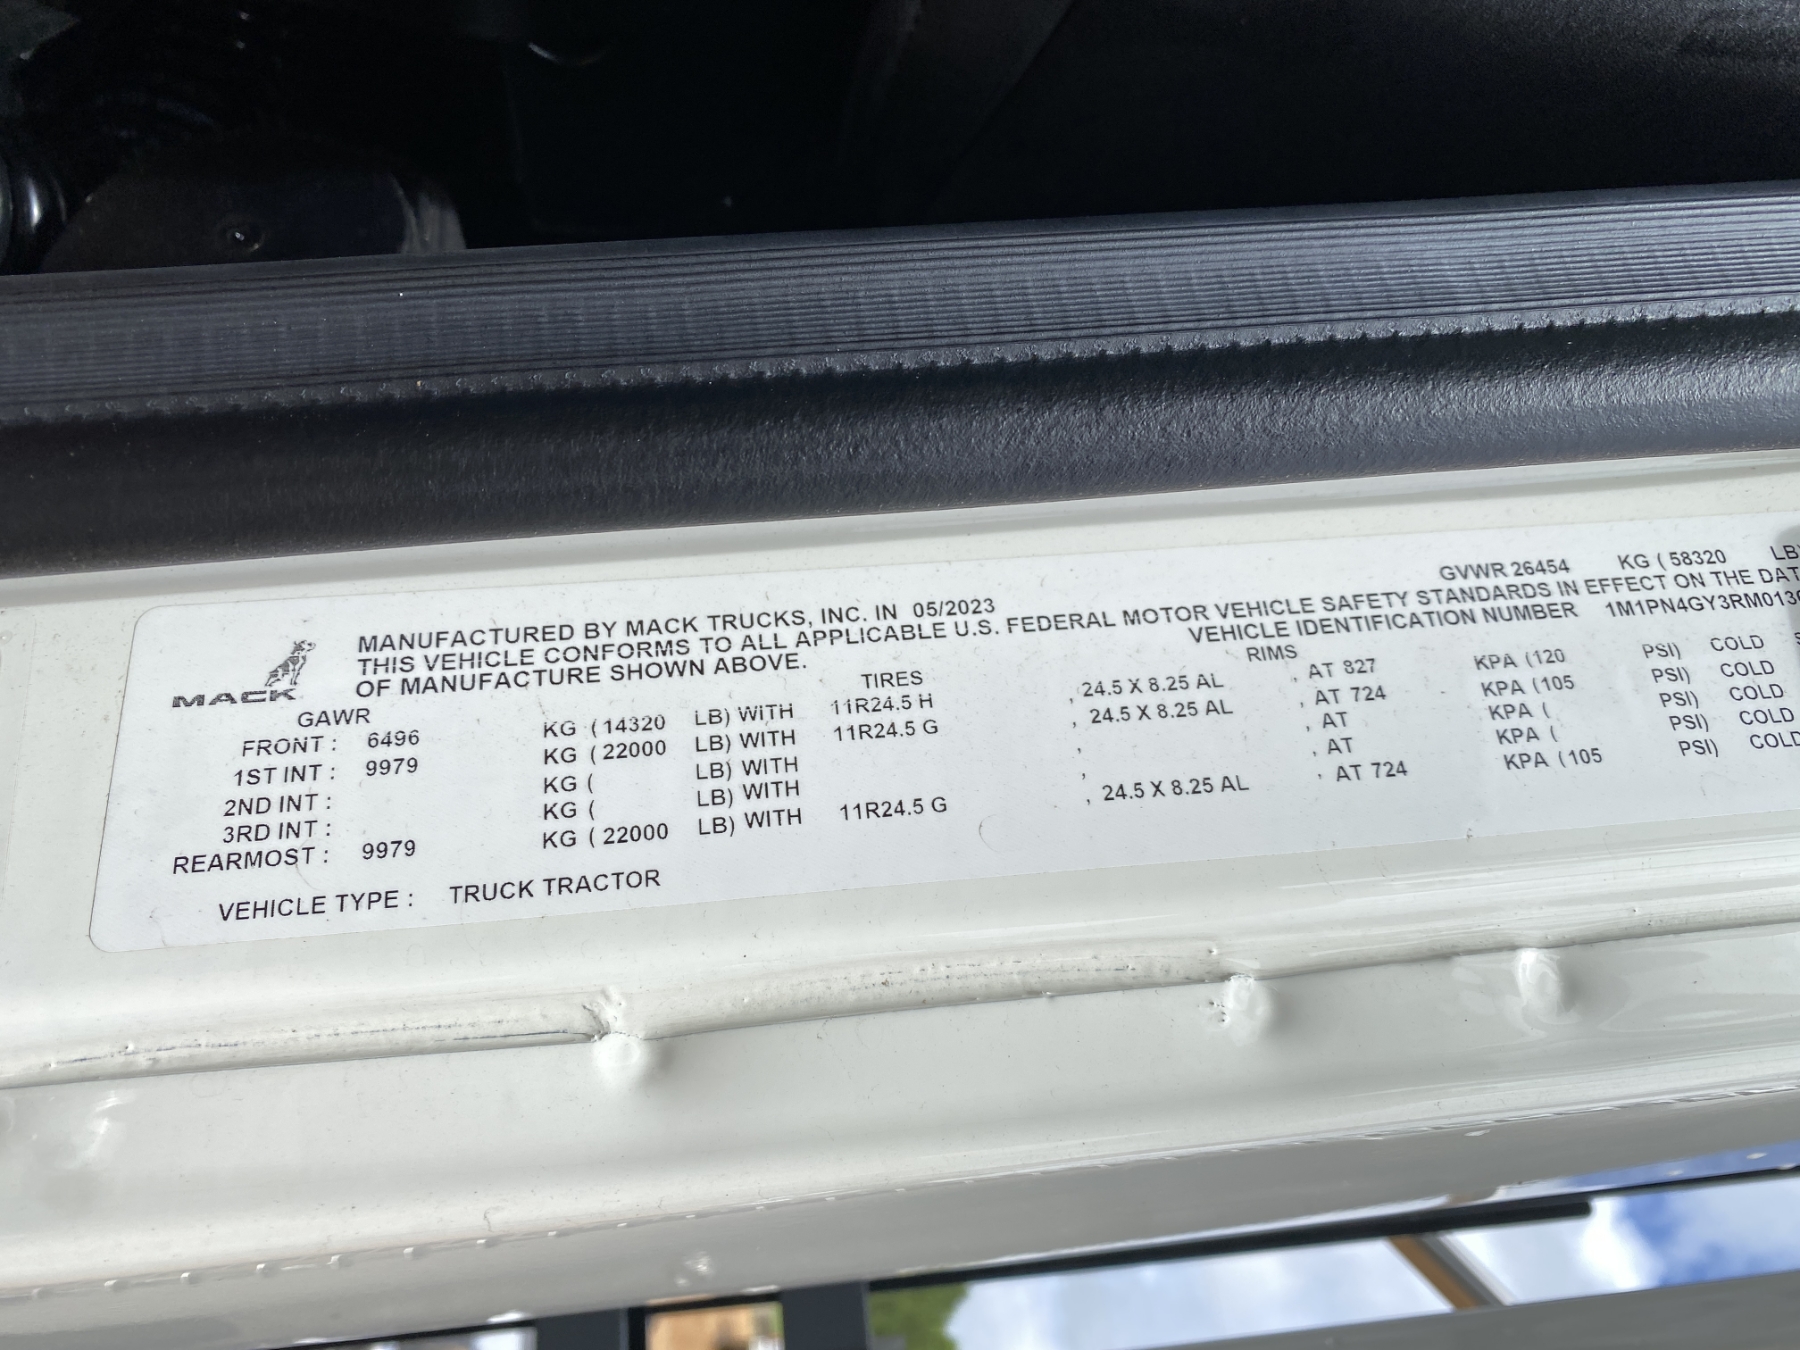 MANUFACTURED BY MACK TRUCKS, INC. IN 05/2023 GVWR 26454 KG ( 58320 LB
THIS VEHICLE CONFORMS TO ALL APPLICABLE U.S. FEDERAL MOTOR VEHICLE SAFETY STANDARDS IN EFFECT ON THE DAT
OF MANUFACTURE SHOWN ABOVE. VEHICLE IDENTIFICATION NUMBER
MACK
GAWR TIRES RIMS
FRONT : 6496 KG ( 14320 LB) WITH 11R24.5 H , 24.5 X 8.25 AL , AT 827 KPA (120 PSI) COLD
1ST INT : 9979 KG ( 22000 LB) WITH 11R24.5 G , 24.5 X 8.25 AL , AT 724 KPA (105 PSI) COLD
2ND INT : KG ( LB) WITH , , AT KPA ( PSI) COLD
3RD INT : KG ( LB) WITH , , AT KPA ( PSI) COLD
REARMOST : 9979 KG ( 22000 LB) WITH 11R24.5 G , 24.5 X 8.25 AL , AT 724 KPA (105 PSI) COLD
VEHICLE TYPE : TRUCK TRACTOR